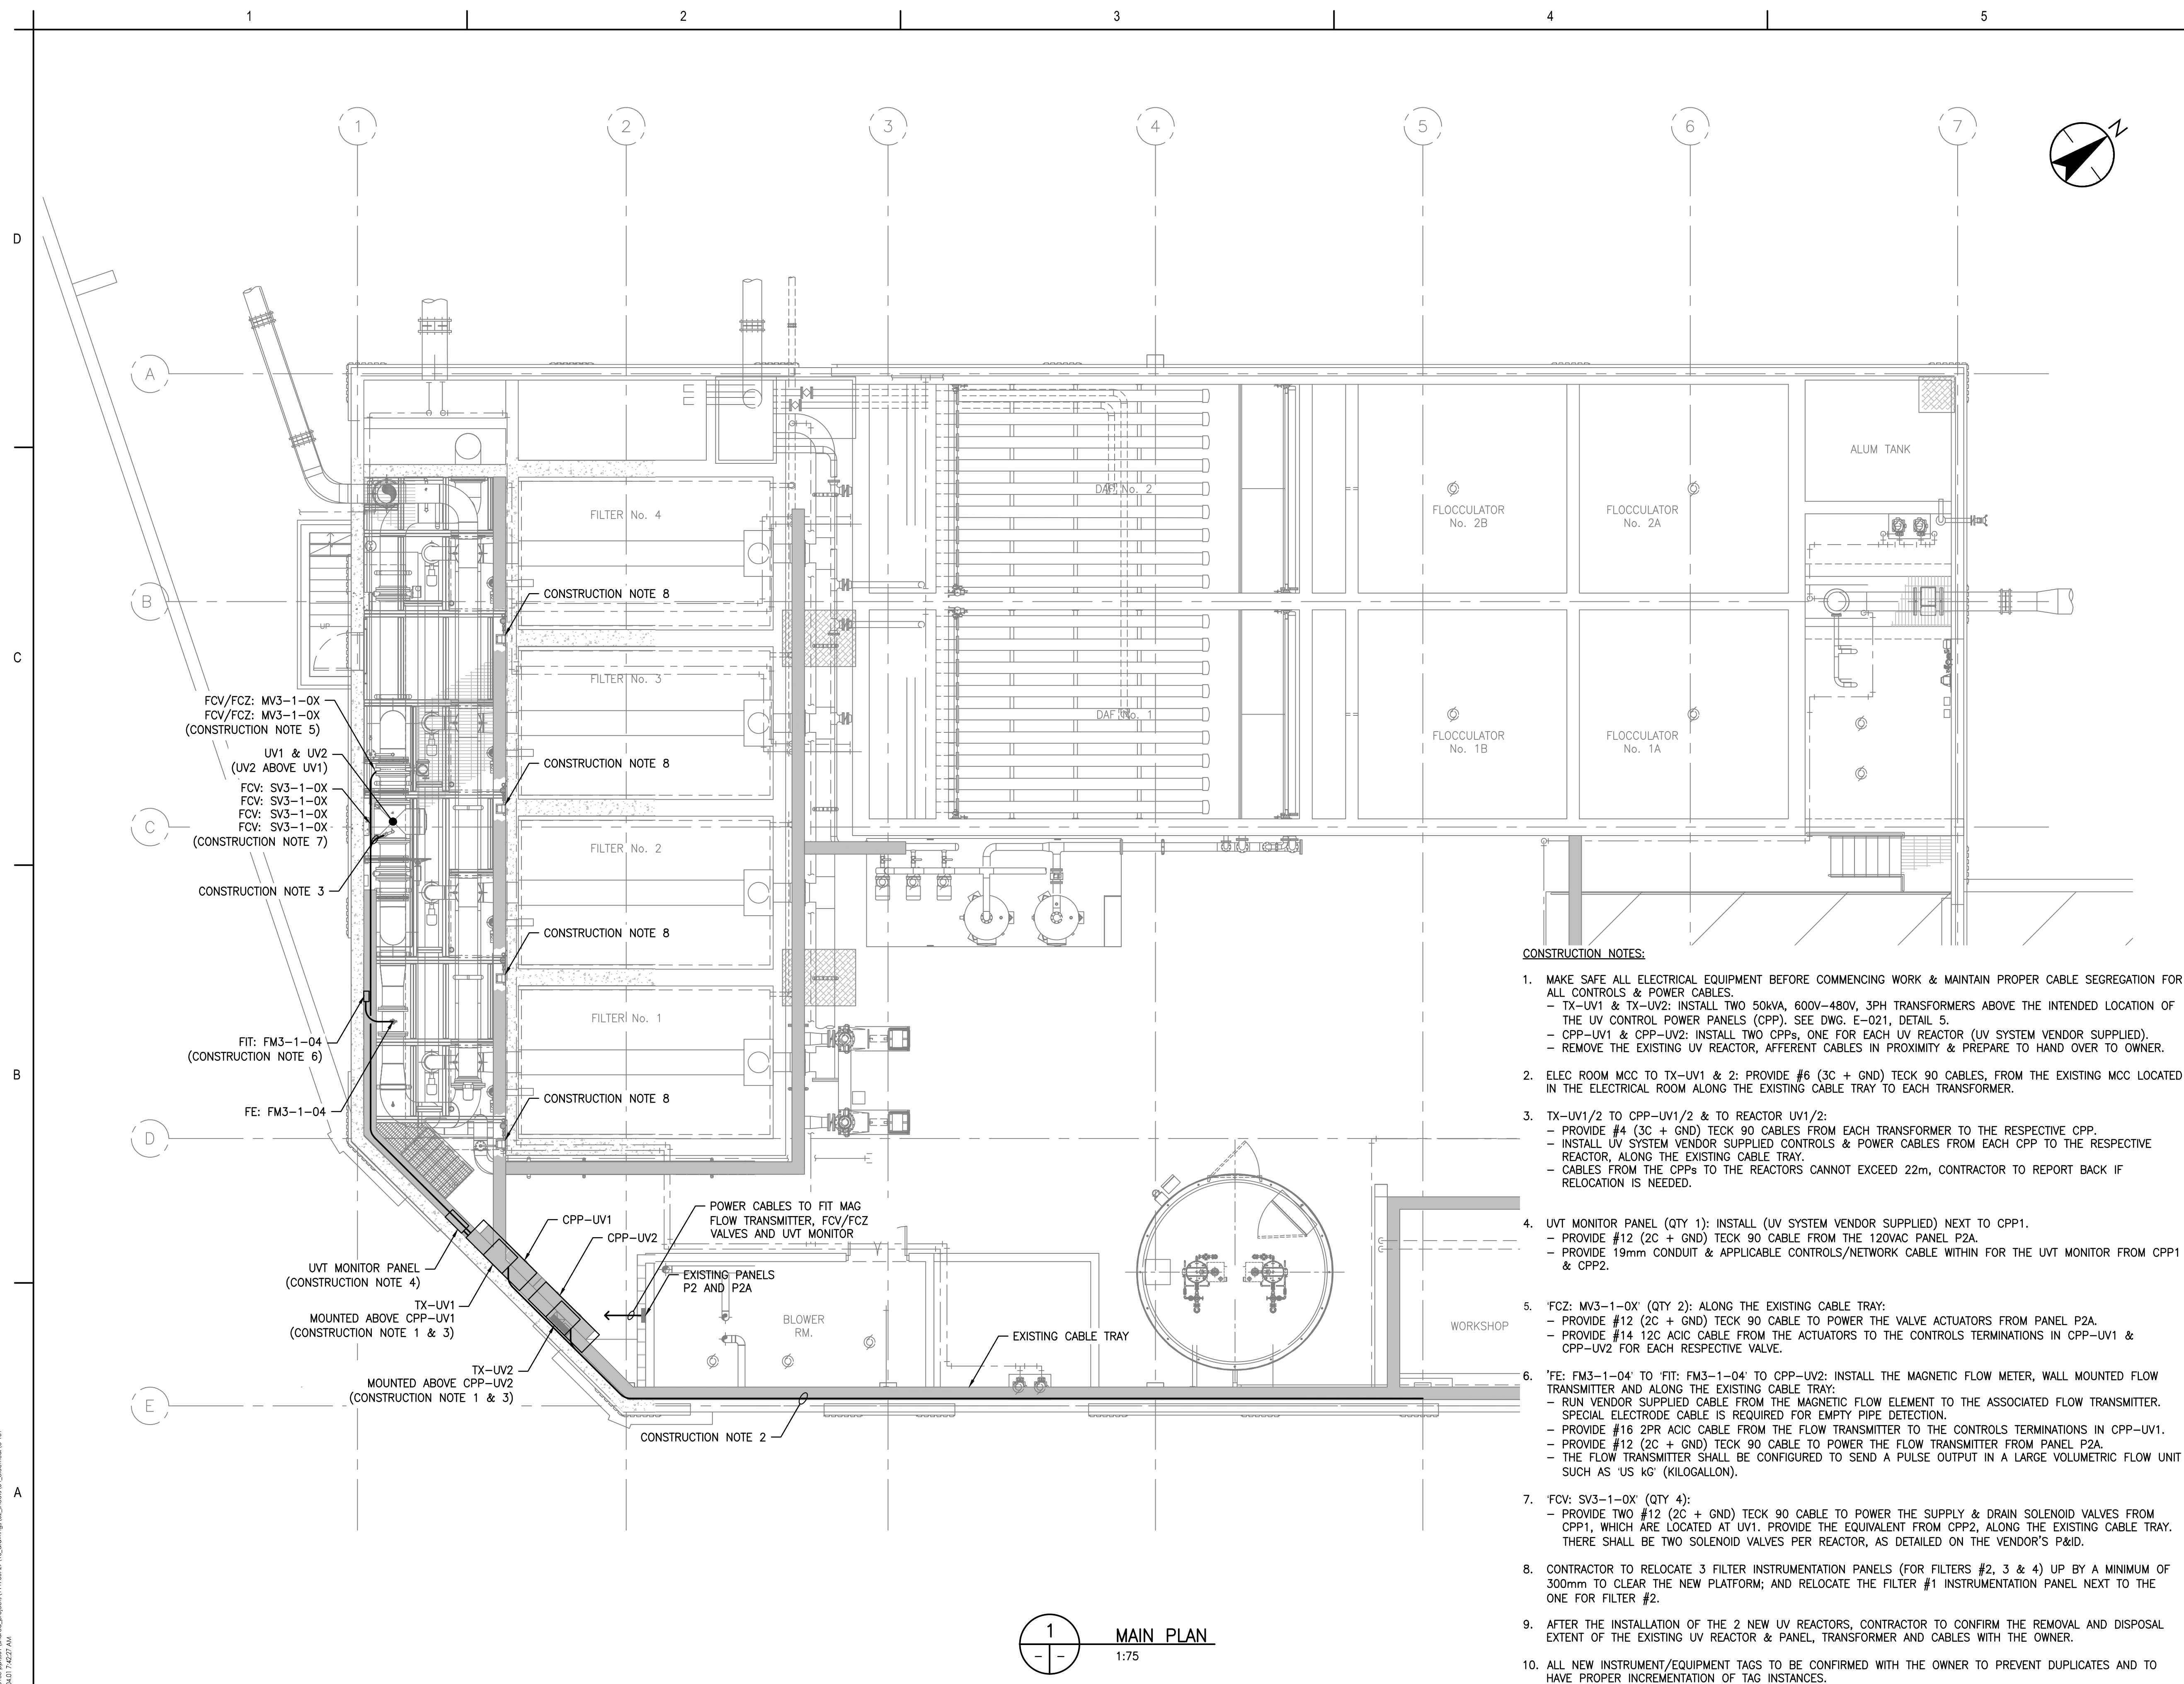 1 2 3 4 5
1 2 3 4 5 6 7
N
D
A
ALUM TANK
FILTER No. 4
DAF No. 2
FLOCCULATOR
No. 2B
FLOCCULATOR
No. 2A
B
CONSTRUCTION NOTE 8
UP
C
FILTER No. 3
FCV/FCZ: MV3-1-0X
FCV/FCZ: MV3-1-0X
(CONSTRUCTION NOTE 5)
DAF No. 1
FLOCCULATOR
No. 1B
FLOCCULATOR
No. 1A
UV1 & UV2
(UV2 ABOVE UV1)
CONSTRUCTION NOTE 8
FCV: SV3-1-0X
FCV: SV3-1-0X
FCV: SV3-1-0X
FCV: SV3-1-0X
(CONSTRUCTION NOTE 7)
C
FILTER No. 2
CONSTRUCTION NOTE 3
CONSTRUCTION NOTE 8
FILTER No. 1
FIT: FM3-1-04
(CONSTRUCTION NOTE 6)
B
CONSTRUCTION NOTE 8
FE: FM3-1-04
D
POWER CABLES TO FIT MAG
FLOW TRANSMITTER, FCV/FCZ
VALVES AND UVT MONITOR
CPP-UV1
CPP-UV2
UVT MONITOR PANEL
(CONSTRUCTION NOTE 4)
EXISTING PANELS
P2 AND P2A
TX-UV1
MOUNTED ABOVE CPP-UV1
(CONSTRUCTION NOTE 1 & 3)
BLOWER
RM.
WORKSHOP
EXISTING CABLE TRAY
TX-UV2
MOUNTED ABOVE CPP-UV2
(CONSTRUCTION NOTE 1 & 3)
E
CONSTRUCTION NOTE 2
A
CONSTRUCTION NOTES:
1. MAKE SAFE ALL ELECTRICAL EQUIPMENT BEFORE COMMENCING WORK & MAINTAIN PROPER CABLE SEGREGATION FOR
ALL CONTROLS & POWER CABLES.
- TX-UV1 & TX-UV2: INSTALL TWO 50kVA, 600V-480V, 3PH TRANSFORMERS ABOVE THE INTENDED LOCATION OF
THE UV CONTROL POWER PANELS (CPP). SEE DWG. E-021, DETAIL 5.
- CPP-UV1 & CPP-UV2: INSTALL TWO CPPs, ONE FOR EACH UV REACTOR (UV SYSTEM VENDOR SUPPLIED).
- REMOVE THE EXISTING UV REACTOR, AFFERENT CABLES IN PROXIMITY & PREPARE TO HAND OVER TO OWNER.
2. ELEC ROOM MCC TO TX-UV1 & 2: PROVIDE #6 (3C + GND) TECK 90 CABLES, FROM THE EXISTING MCC LOCATED
IN THE ELECTRICAL ROOM ALONG THE EXISTING CABLE TRAY TO EACH TRANSFORMER.
3. TX-UV1/2 TO CPP-UV1/2 & TO REACTOR UV1/2:
- PROVIDE #4 (3C + GND) TECK 90 CABLES FROM EACH TRANSFORMER TO THE RESPECTIVE CPP.
- INSTALL UV SYSTEM VENDOR SUPPLIED CONTROLS & POWER CABLES FROM EACH CPP TO THE RESPECTIVE
REACTOR, ALONG THE EXISTING CABLE TRAY.
- CABLES FROM THE CPPs TO THE REACTORS CANNOT EXCEED 22m, CONTRACTOR TO REPORT BACK IF
RELOCATION IS NEEDED.
4. UVT MONITOR PANEL (QTY 1): INSTALL (UV SYSTEM VENDOR SUPPLIED) NEXT TO CPP1.
- PROVIDE #12 (2C + GND) TECK 90 CABLE FROM THE 120VAC PANEL P2A.
- PROVIDE 19mm CONDUIT & APPLICABLE CONTROLS/NETWORK CABLE WITHIN FOR THE UVT MONITOR FROM CPP1
& CPP2.
5. 'FCZ: MV3-1-0X' (QTY 2): ALONG THE EXISTING CABLE TRAY:
- PROVIDE #12 (2C + GND) TECK 90 CABLE TO POWER THE VALVE ACTUATORS FROM PANEL P2A.
- PROVIDE #14 12C ACIC CABLE FROM THE ACTUATORS TO THE CONTROLS TERMINATIONS IN CPP-UV1 &
CPP-UV2 FOR EACH RESPECTIVE VALVE.
6. 'FE: FM3-1-04' TO 'FIT: FM3-1-04' TO CPP-UV2: INSTALL THE MAGNETIC FLOW METER, WALL MOUNTED FLOW
TRANSMITTER AND ALONG THE EXISTING CABLE TRAY:
- RUN VENDOR SUPPLIED CABLE FROM THE MAGNETIC FLOW ELEMENT TO THE ASSOCIATED FLOW TRANSMITTER.
SPECIAL ELECTRODE CABLE IS REQUIRED FOR EMPTY PIPE DETECTION.
- PROVIDE #16 2PR ACIC CABLE FROM THE FLOW TRANSMITTER TO THE CONTROLS TERMINATIONS IN CPP-UV1.
- PROVIDE #12 (2C + GND) TECK 90 CABLE TO POWER THE FLOW TRANSMITTER FROM PANEL P2A.
- THE FLOW TRANSMITTER SHALL BE CONFIGURED TO SEND A PULSE OUTPUT IN A LARGE VOLUMETRIC FLOW UNIT
SUCH AS 'US kG' (KILOGALLON).
7. 'FCV: SV3-1-0X' (QTY 4):
- PROVIDE TWO #12 (2C + GND) TECK 90 CABLE TO POWER THE SUPPLY & DRAIN SOLENOID VALVES FROM
CPP1, WHICH ARE LOCATED AT UV1. PROVIDE THE EQUIVALENT FROM CPP2, ALONG THE EXISTING CABLE TRAY.
THERE SHALL BE TWO SOLENOID VALVES PER REACTOR, AS DETAILED ON THE VENDOR'S P&ID.
8. CONTRACTOR TO RELOCATE 3 FILTER INSTRUMENTATION PANELS (FOR FILTERS #2, 3 & 4) UP BY A MINIMUM OF
300mm TO CLEAR THE NEW PLATFORM; AND RELOCATE THE FILTER #1 INSTRUMENTATION PANEL NEXT TO THE
ONE FOR FILTER #2.
9. AFTER THE INSTALLATION OF THE 2 NEW UV REACTORS, CONTRACTOR TO CONFIRM THE REMOVAL AND DISPOSAL
EXTENT OF THE EXISTING UV REACTOR & PANEL, TRANSFORMER AND CABLES WITH THE OWNER.
10. ALL NEW INSTRUMENT/EQUIPMENT TAGS TO BE CONFIRMED WITH THE OWNER TO PREVENT DUPLICATES AND TO
HAVE PROPER INCREMENTATION OF TAG INSTANCES.
1
- -
MAIN PLAN
1:75
04.01 7:42:27 AM